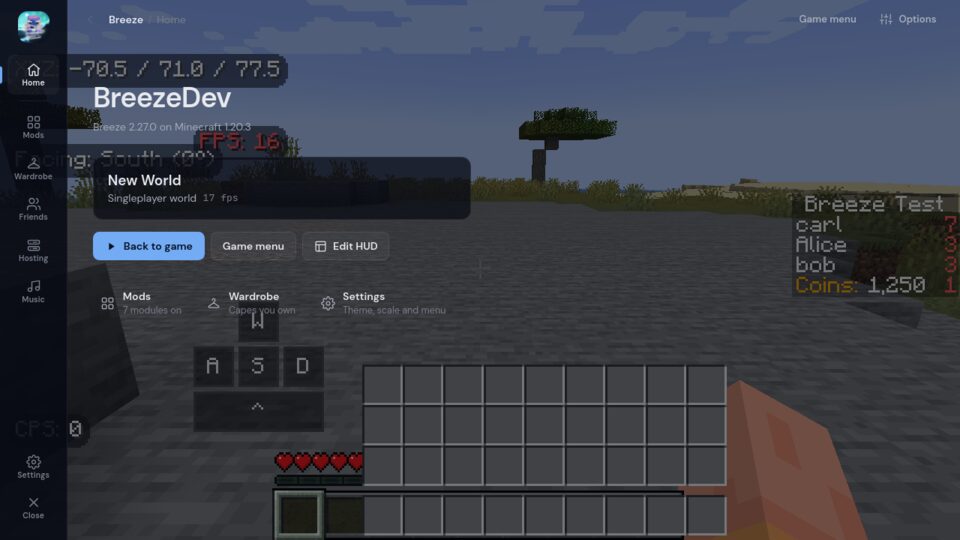 Breeze / Home
Game menu
Options
XYZ: -70.5 / 71.0 / 77.5
Home
BreezeDev
Breeze 2.27.0 on Minecraft 1.20.3
FPS: 16
Mods
Facing: South (0°)
Wardrobe
New World
Singleplayer world 17 fps
Friends
Breeze Test
carl 7
Alice 3
bob 3
Coins: 1,250 1
Hosting
Back to game
Game menu
Edit HUD
Music
Mods
7 modules on
Wardrobe
Capes you own
Settings
Theme, scale and menu
W
A S D
^
CPS: 0
Settings
Close